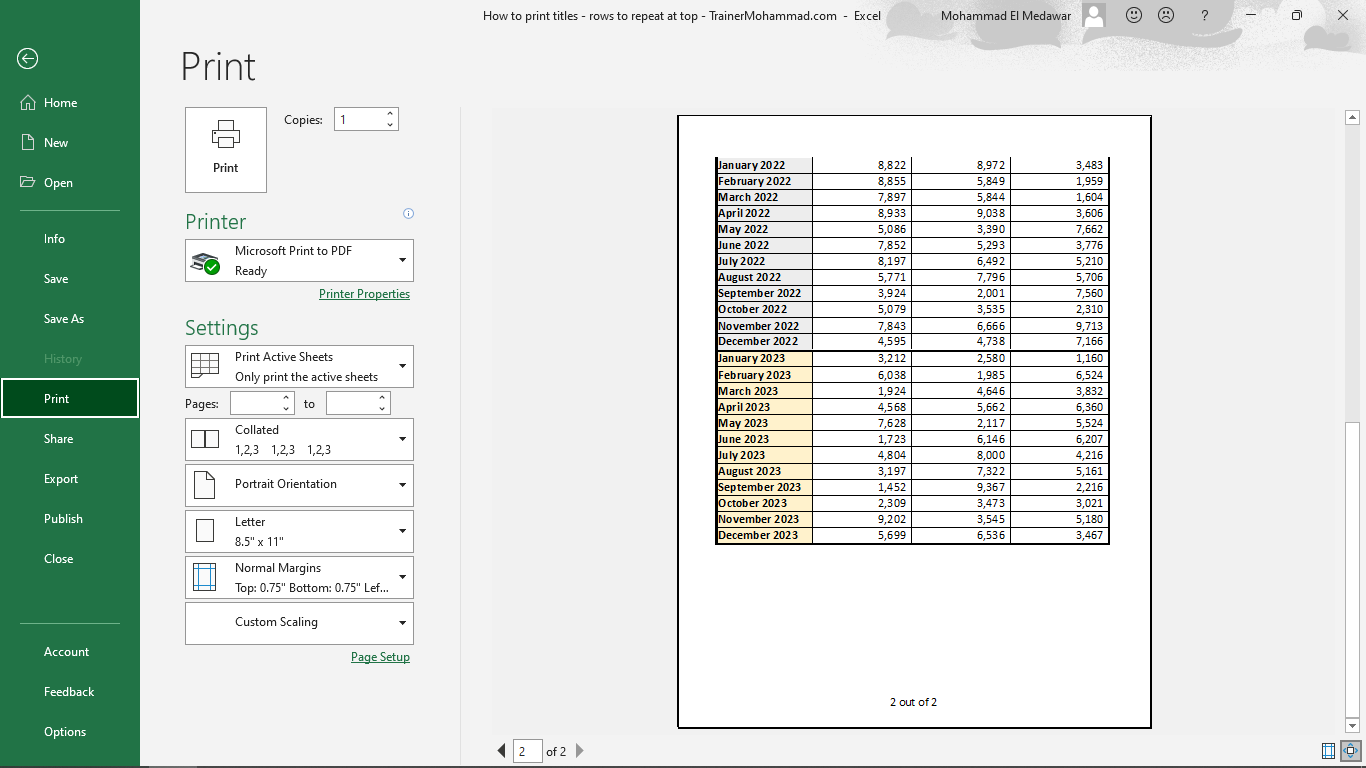 How to print titles - rows to repeat at top - TrainerMohammad.com - Excel
Mohammad El Medawar
?
Home
New
Open
Info
Save
Save As
History
Print
Share
Export
Publish
Close
Account
Feedback
Options
Print
Print
Copies: 1
Printer
Microsoft Print to PDF
Ready
Printer Properties
Settings
Print Active Sheets
Only print the active sheets
Pages: to
Collated
1,2,3 1,2,3 1,2,3
Portrait Orientation
Letter
8.5" x 11"
Normal Margins
Top: 0.75" Bottom: 0.75" Lef...
Custom Scaling
Page Setup
January 2022 8,822 8,972 3,483
February 2022 8,855 5,849 1,959
March 2022 7,897 5,844 1,604
April 2022 8,933 9,038 3,606
May 2022 5,086 3,390 7,662
June 2022 7,852 5,293 3,776
July 2022 8,197 6,492 5,210
August 2022 5,771 7,796 5,706
September 2022 3,924 2,001 7,560
October 2022 5,079 3,535 2,310
November 2022 7,843 6,666 9,713
December 2022 4,595 4,738 7,166
January 2023 3,212 2,580 1,160
February 2023 6,038 1,985 6,524
March 2023 1,924 4,646 3,832
April 2023 4,568 5,662 6,360
May 2023 7,628 2,117 5,524
June 2023 1,723 6,146 6,207
July 2023 4,804 8,000 4,216
August 2023 3,197 7,322 5,161
September 2023 1,452 9,367 2,216
October 2023 2,309 3,473 3,021
November 2023 9,202 3,545 5,180
December 2023 5,699 6,536 3,467
2 out of 2
2 of 2